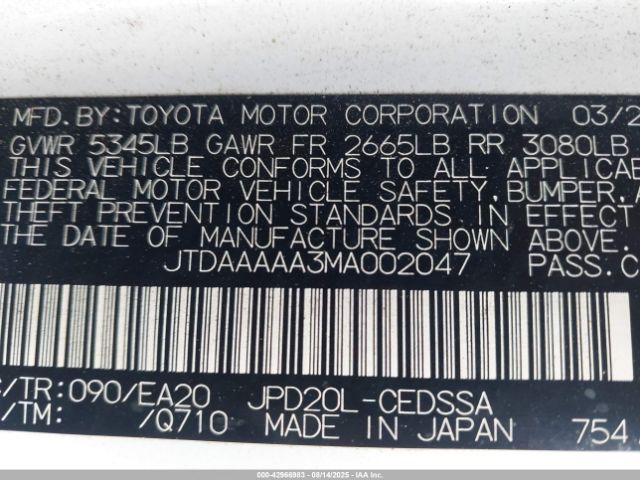 MFD. BY: TOYOTA MOTOR CORPORATION 03/2
GVWR 5345LB GAWR FR 2665LB RR 3080LB
THIS VEHICLE CONFORMS TO ALL APPLICAB
FEDERAL MOTOR VEHICLE SAFETY, BUMPER,
THEFT PREVENTION STANDARDS IN EFFECT
THE DATE OF MANUFACTURE SHOWN ABOVE.
JTDAAAAA3MA002047 PASS.C
/TR:090/EA20 JPD20L-CEDSSA
/TM: /Q710 MADE IN JAPAN 754
000-42966983 | 08/14/2025 | IAA, Inc.